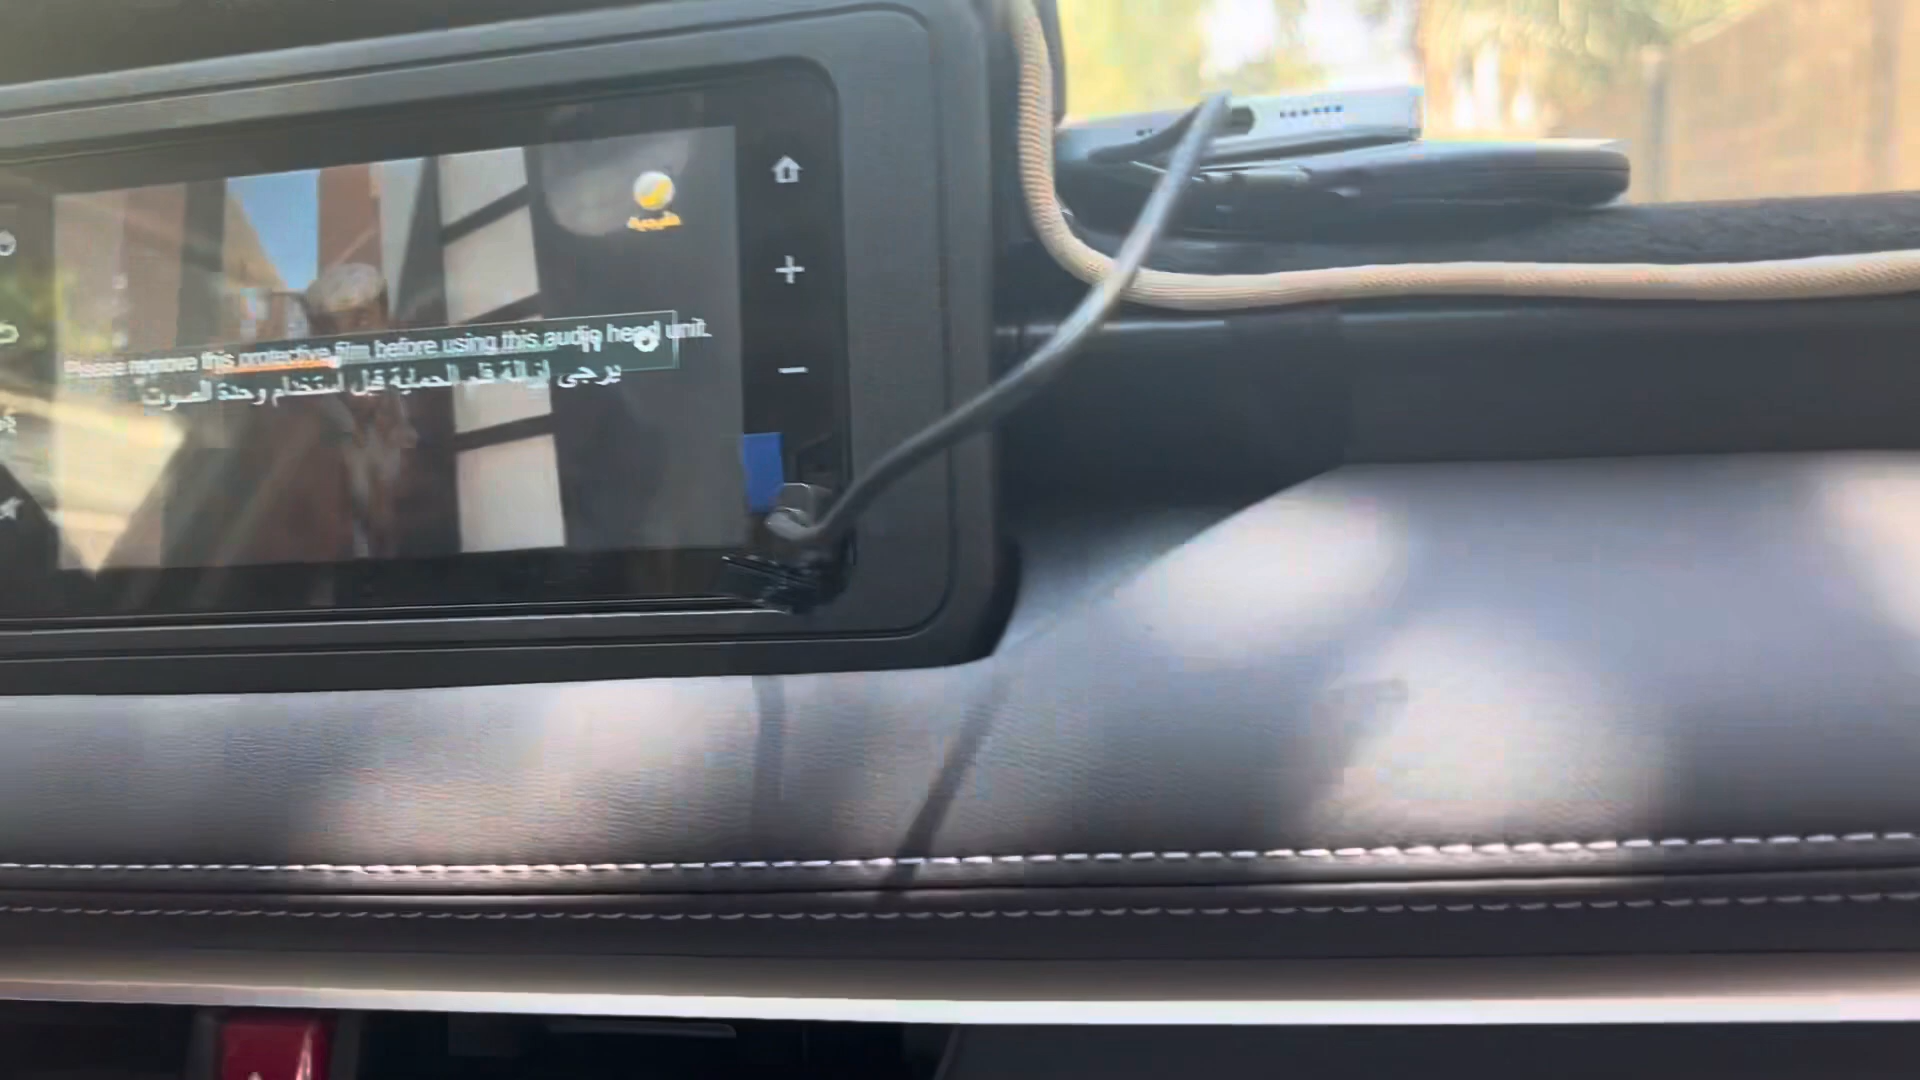 خليجية
Please remove this protective film before using this audio head unit.
يرجى إزالة فلم الحماية قبل استخدام وحدة الصوت